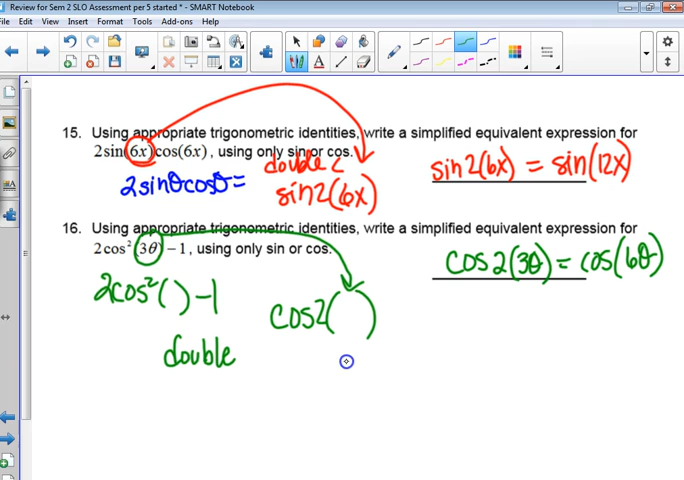 Review for Sem 2 SLO Assessment per 5 started * - SMART Notebook
File Edit View Insert Format Tools Add-ons Help
15. Using appropriate trigonometric identities, write a simplified equivalent expression for
2sin(6x)cos(6x), using only sin or cos.
double <
2sinθcosθ=
sin2(6x)
sin2(6x) = sin(12x)
16. Using appropriate trigonometric identities, write a simplified equivalent expression for
2cos²(3θ) −1, using only sin or cos.
cos2(3θ) = cos(6θ)
2cos²( ) −1
cos2( )
double